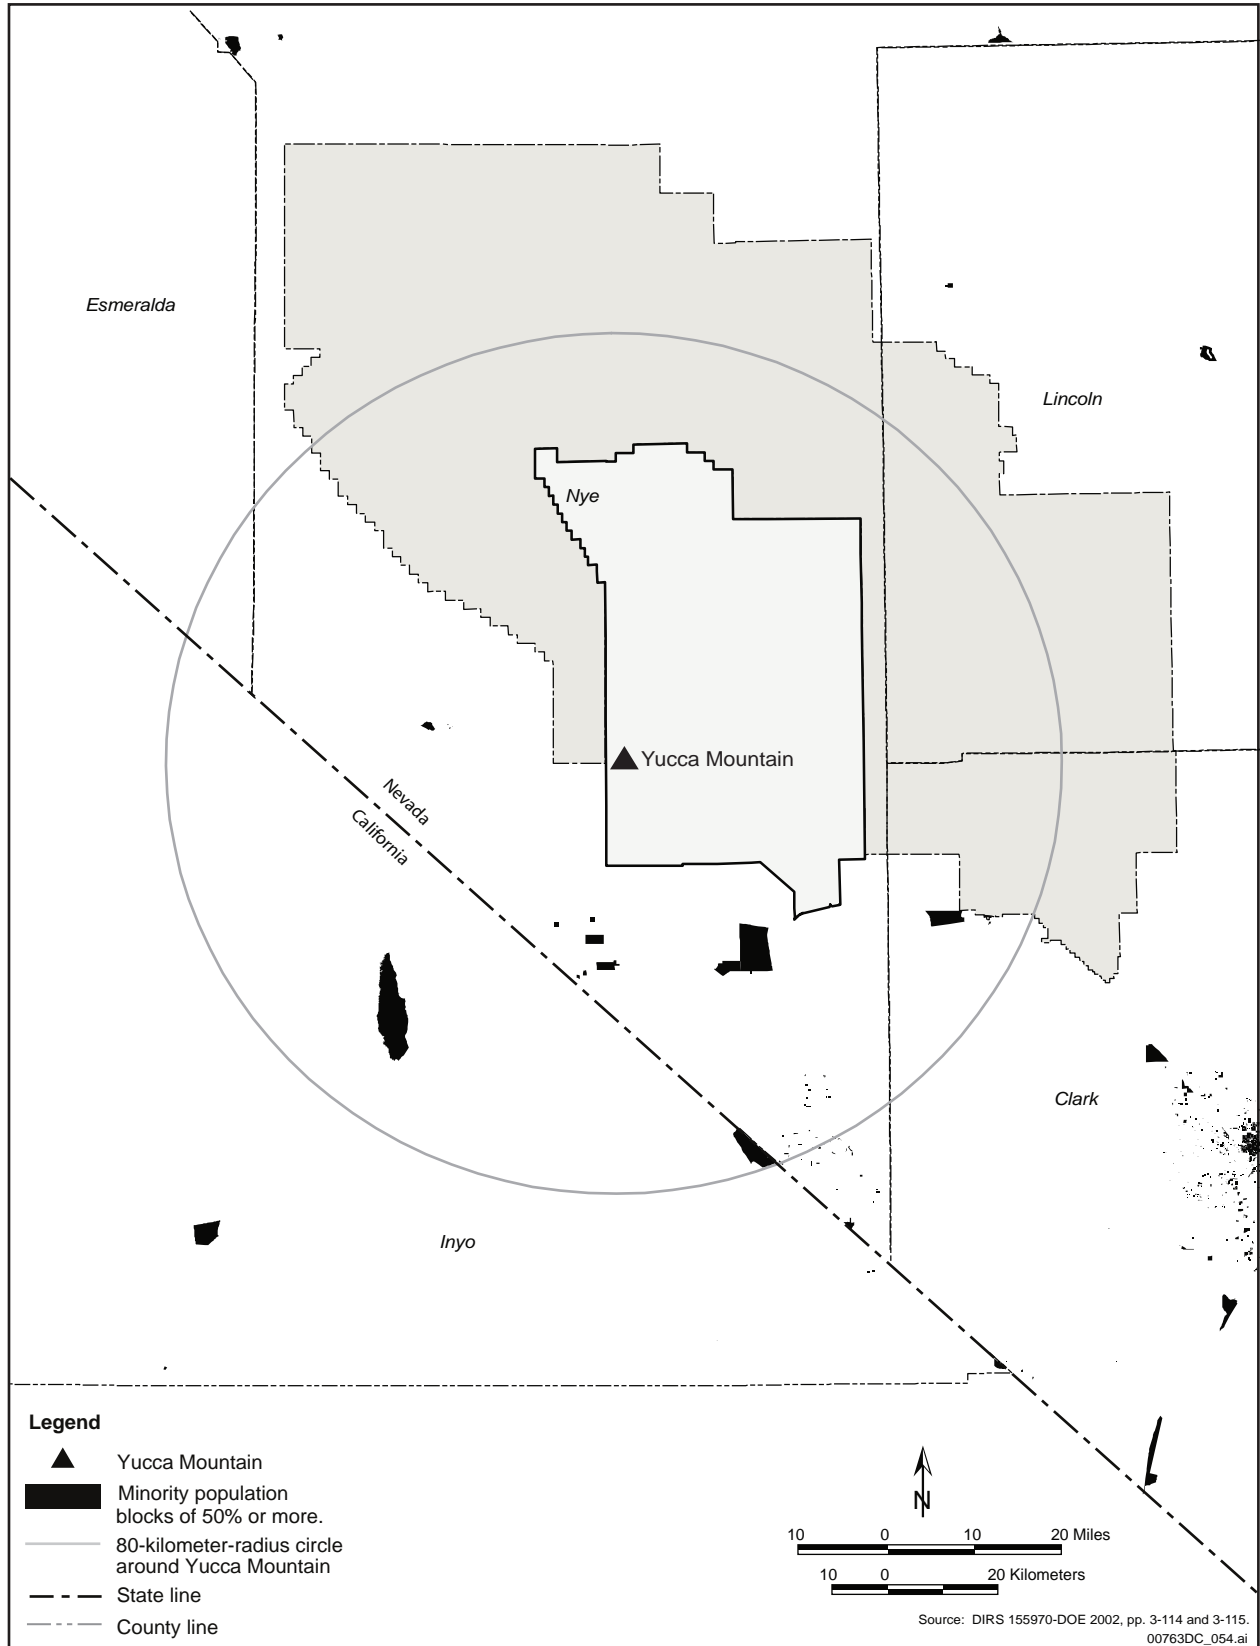 Esmeralda
Lincoln
Nye
Yucca Mountain
Nevada
California
Clark
Inyo
Legend
Yucca Mountain
Minority population
blocks of 50% or more.
80-kilometer-radius circle
around Yucca Mountain
State line
County line
N
10 0 10 20 Miles
10 0 20 Kilometers
Source: DIRS 155970-DOE 2002, pp. 3-114 and 3-115.
00763DC_054.ai